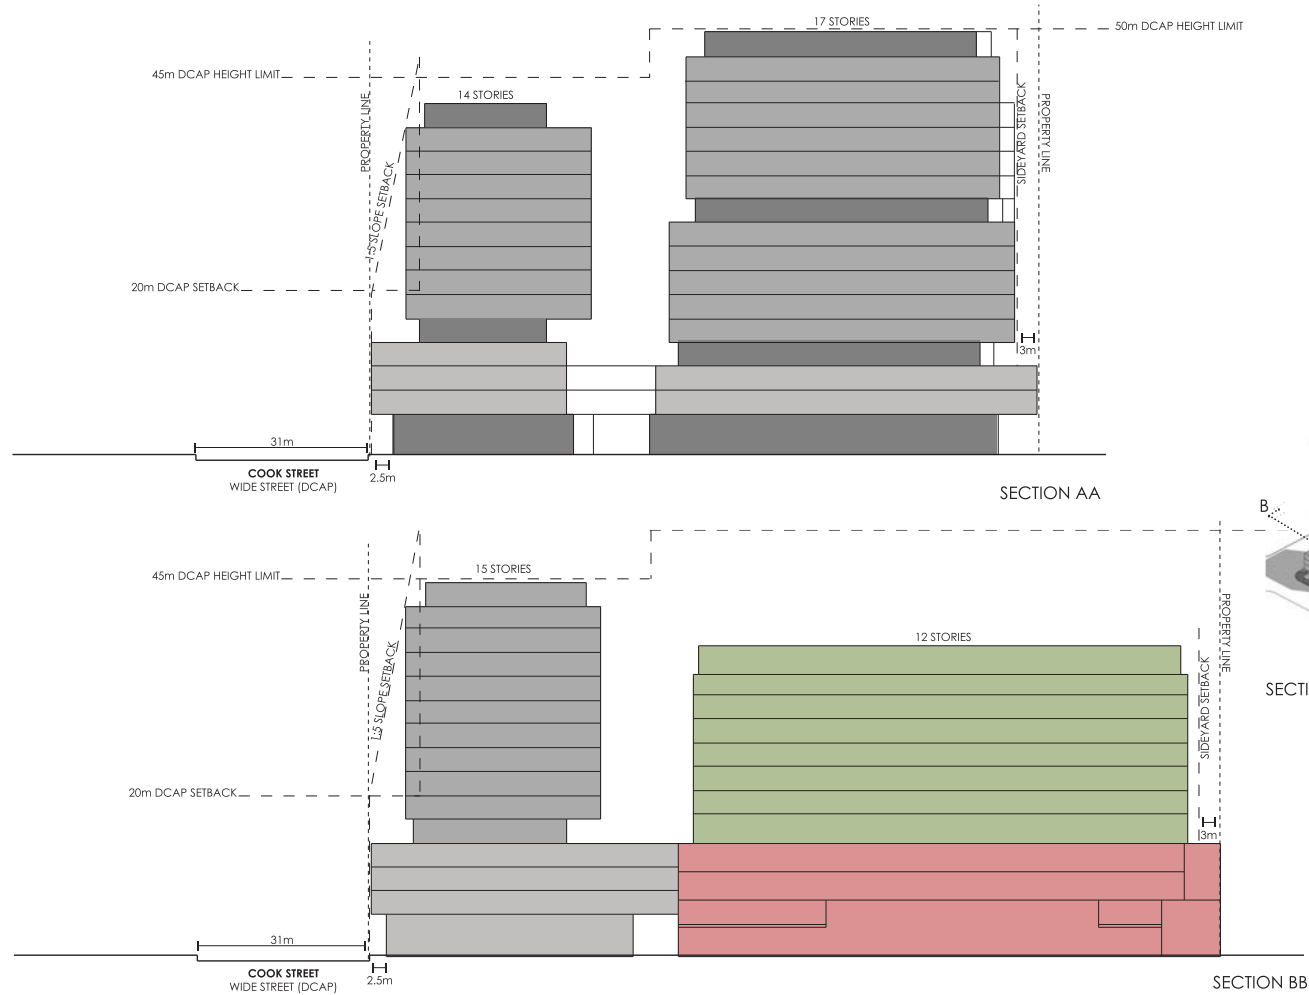 17 STORIES
50m DCAP HEIGHT LIMIT
45m DCAP HEIGHT LIMIT
14 STORIES
PROPERTY LINE
1:5 SLOPE SETBACK
SIDEYARD SETBACK
PROPERTY LINE
20m DCAP SETBACK
3m
31m
COOK STREET
WIDE STREET (DCAP)
2.5m
SECTION AA
B
45m DCAP HEIGHT LIMIT
15 STORIES
PROPERTY LINE
1:5 SLOPE SETBACK
12 STORIES
SIDEYARD SETBACK
PROPERTY LINE
SECTI
20m DCAP SETBACK
3m
31m
COOK STREET
WIDE STREET (DCAP)
2.5m
SECTION BB